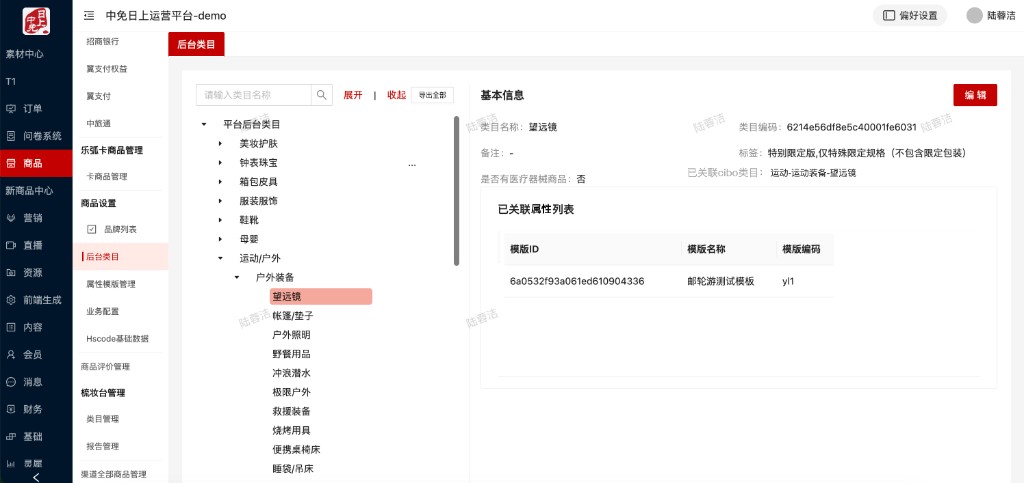 中免日上运营平台-demo
偏好设置
陆蓉洁
素材中心
T1
订单
问卷系统
商品
新商品中心
营销
直播
资源
前端生成
内容
会员
消息
财务
基础
房展
招商银行
翼支付权益
翼支付
中旅通
乐弧卡商品管理
卡商品管理
商品设置
品牌列表
后台类目
属性模版管理
业务配置
Hscode基础数据
商品评价管理
梳妆台管理
类目管理
报告管理
渠道全部商品管理
后台类目
请输入类目名称
展开 | 收起 导出全部
平台后台类目
美妆护肤
钟表珠宝 ...
箱包皮具
服装服饰
鞋靴
母婴
运动/户外
户外装备
望远镜
帐篷/垫子
户外照明
野餐用品
冲浪潜水
极限户外
救援装备
烧烤用具
便携桌椅床
睡袋/吊床
基本信息
编 辑
类目名称：望远镜 类目编码：6214e56df8e5c40001fe6031
备注：- 标签：特别限定版,仅特殊限定规格（不包含限定包装）
是否有医疗器械商品：否 已关联cibo类目：运动-运动装备-望远镜
已关联属性列表
模版ID 模版名称 模版编码
6a0532f93a061ed610904336 邮轮游测试模板 yl1
陆蓉洁
陆蓉洁
陆蓉洁
陆蓉洁
陆蓉洁
陆蓉洁